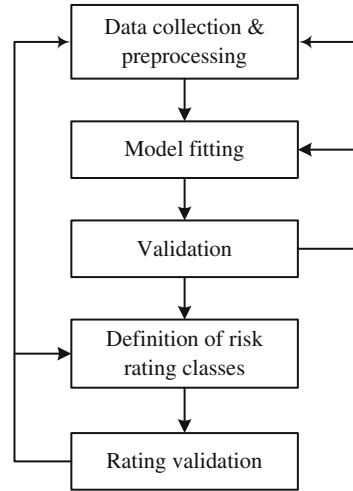 Data collection &
preprocessing
Model fitting
Validation
Definition of risk
rating classes
Rating validation